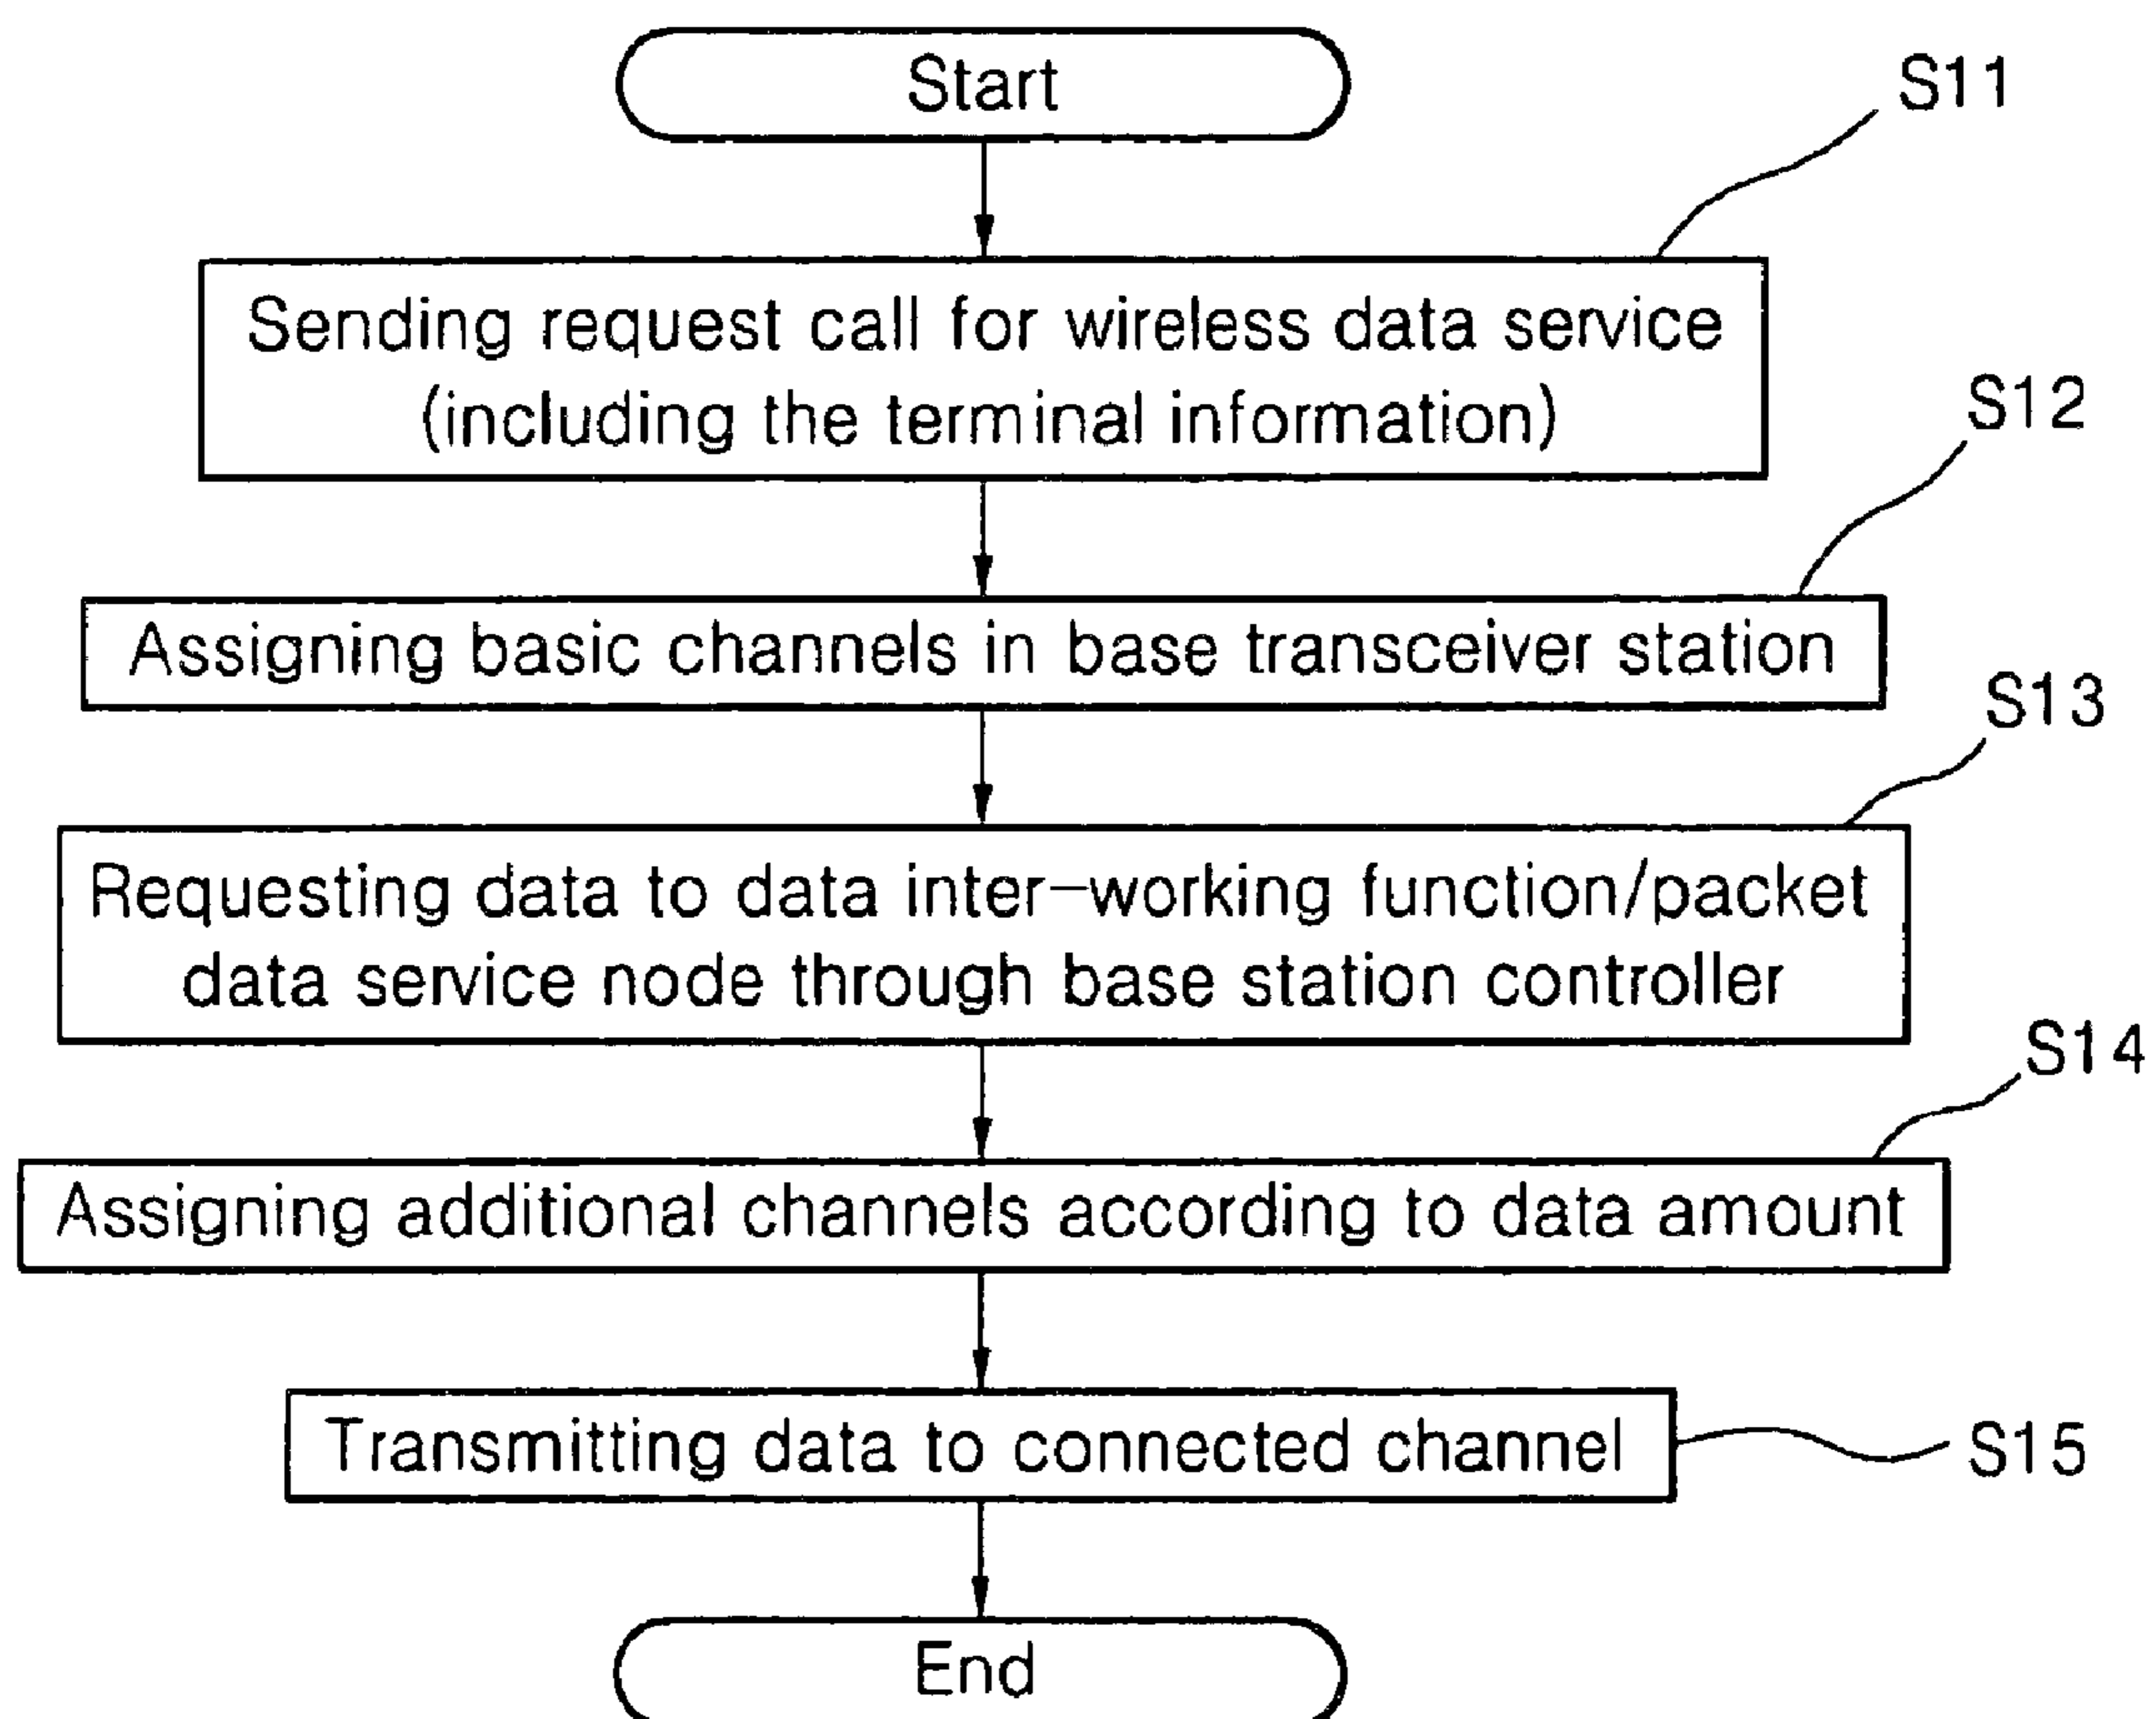 Start
S11
Sending request call for wireless data service
(including the terminal information)
S12
Assigning basic channels in base transceiver station
S13
Requesting data to data inter-working function/packet
data service node through base station controller
S14
Assigning additional channels according to data amount
Transmitting data to connected channel
S15
End